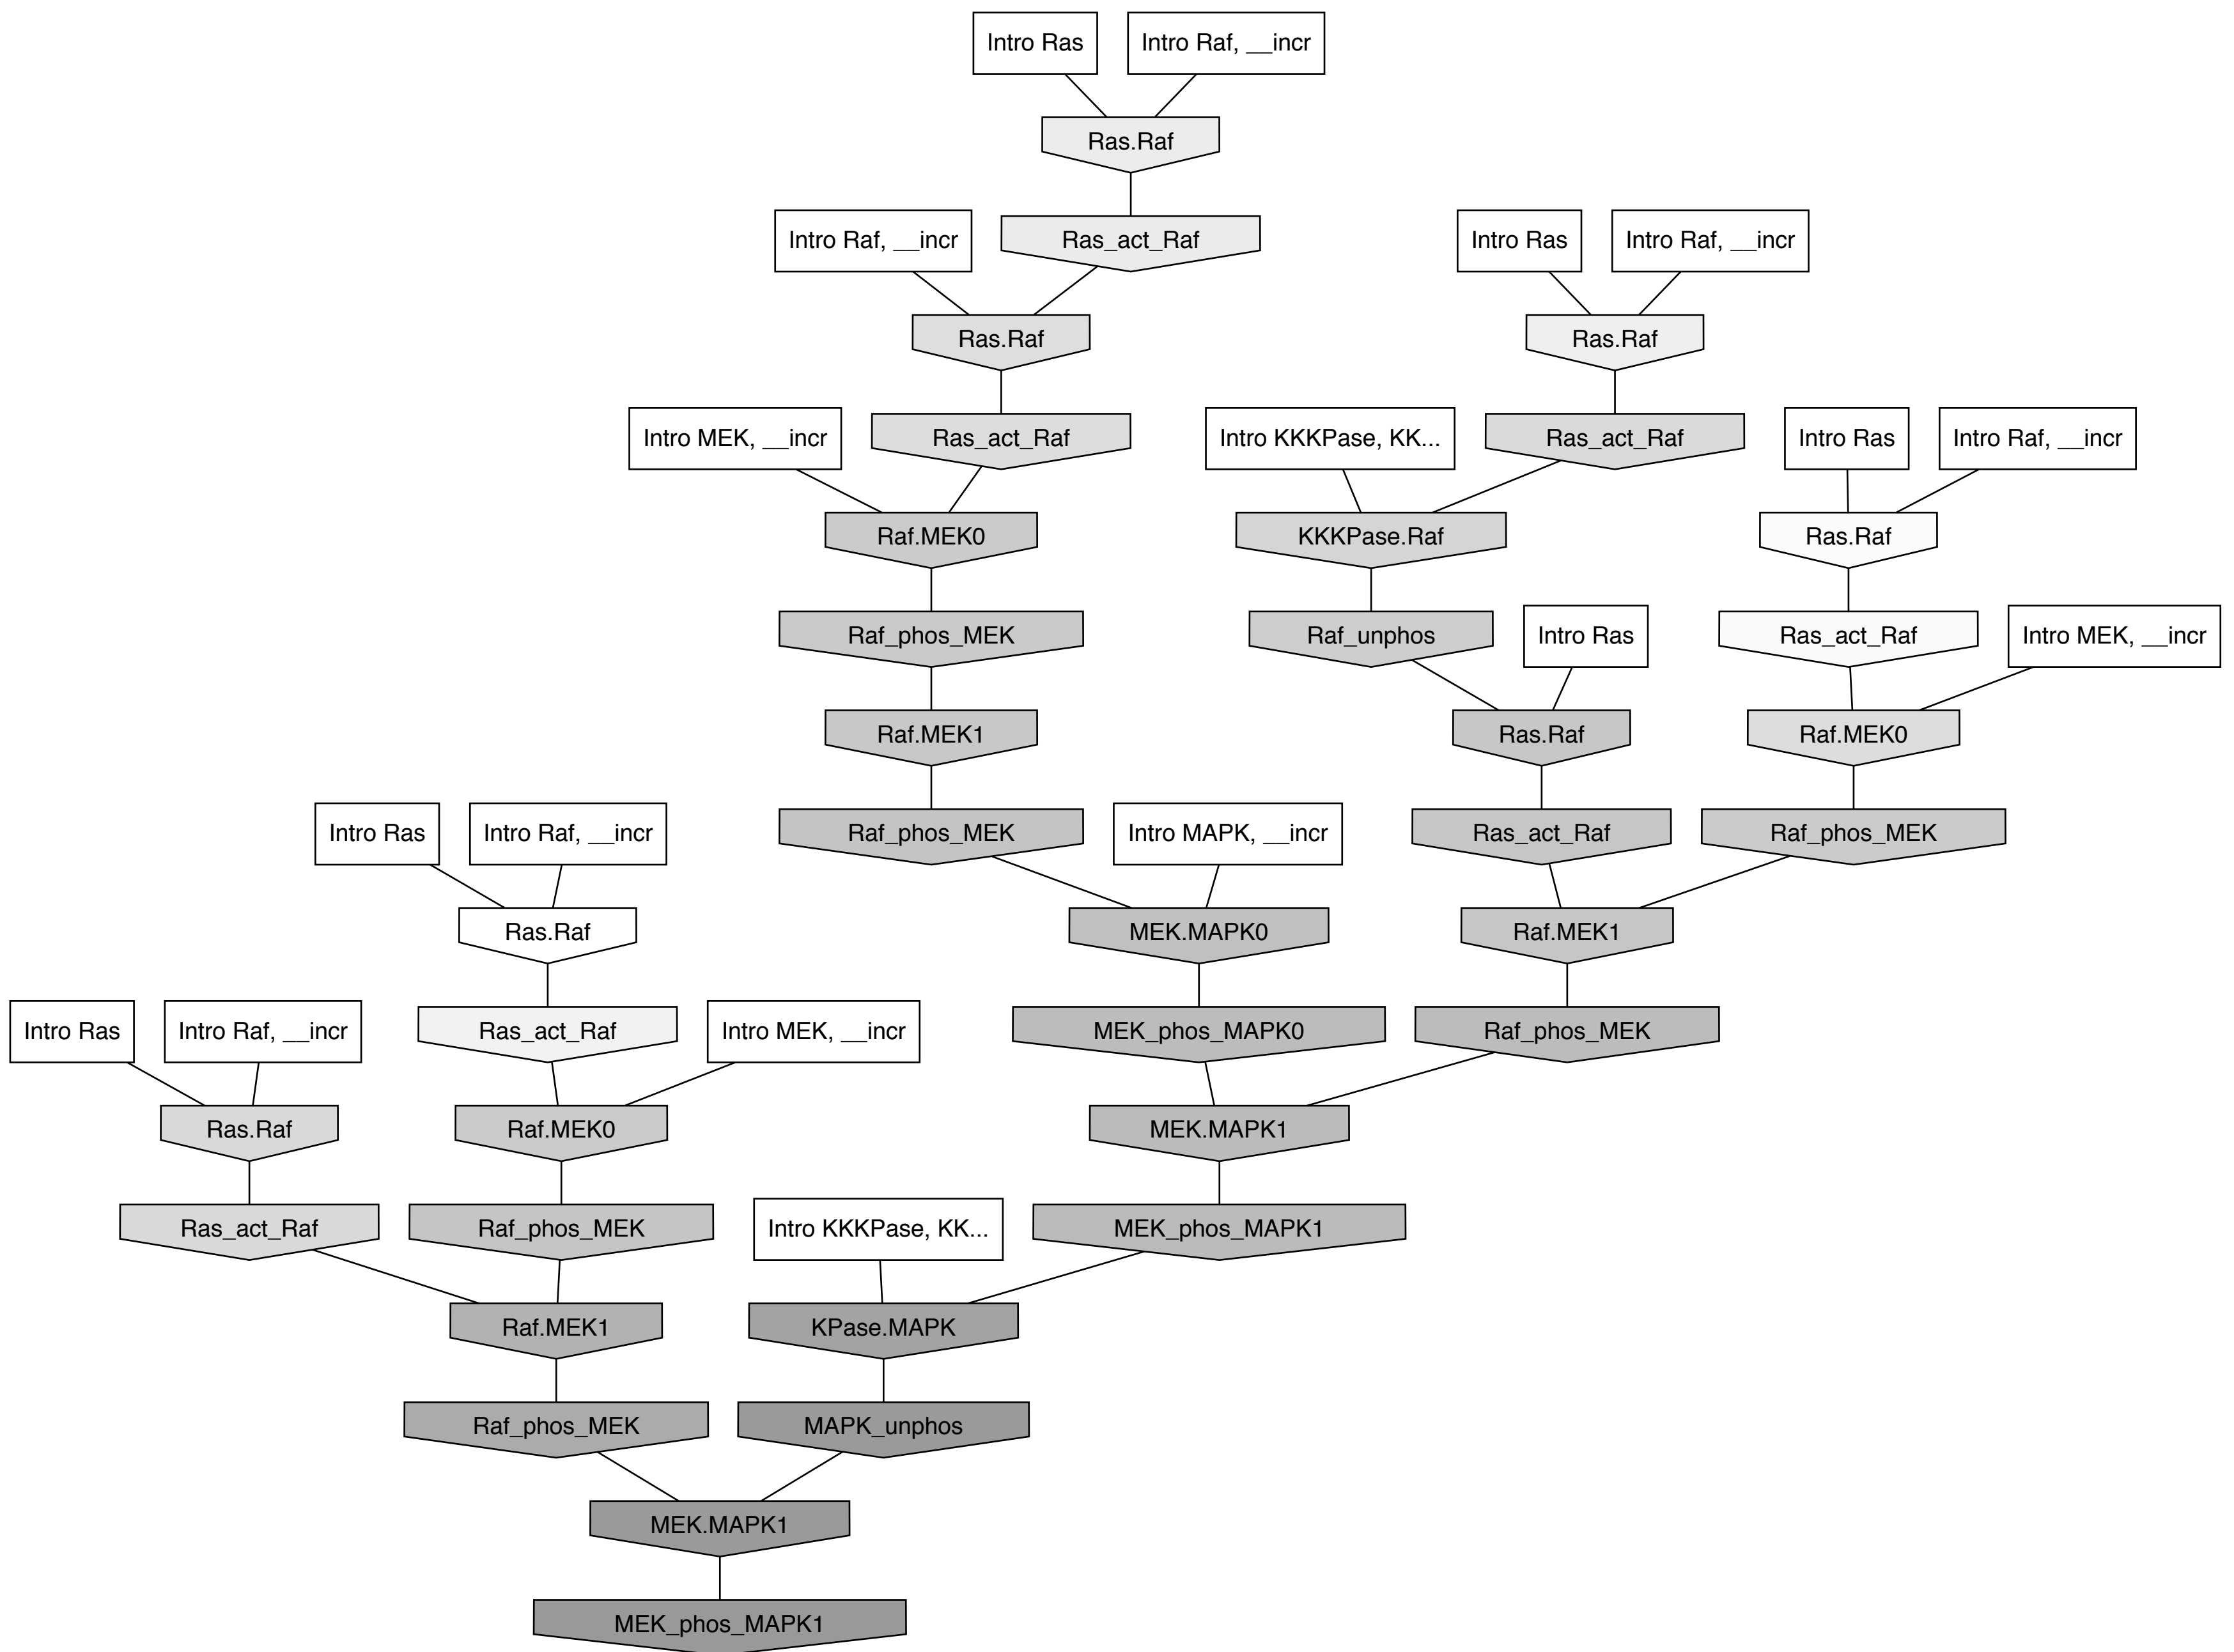 Intro Ras
Intro Raf, __incr
Ras.Raf
Intro Raf, __incr
Ras_act_Raf
Intro Ras
Intro Raf, __incr
Ras.Raf
Ras.Raf
Intro MEK, __incr
Ras_act_Raf
Intro KKKPase, KK...
Ras_act_Raf
Intro Ras
Intro Raf, __incr
Raf.MEK0
KKKPase.Raf
Ras.Raf
Raf_phos_MEK
Raf_unphos
Intro Ras
Ras_act_Raf
Intro MEK, __incr
Raf.MEK1
Ras.Raf
Raf.MEK0
Intro Ras
Intro Raf, __incr
Raf_phos_MEK
Intro MAPK, __incr
Ras_act_Raf
Raf_phos_MEK
Ras.Raf
MEK.MAPK0
Raf.MEK1
Intro Ras
Intro Raf, __incr
Ras_act_Raf
Intro MEK, __incr
MEK_phos_MAPK0
Raf_phos_MEK
Ras.Raf
Raf.MEK0
MEK.MAPK1
Ras_act_Raf
Raf_phos_MEK
Intro KKKPase, KK...
MEK_phos_MAPK1
Raf.MEK1
KPase.MAPK
Raf_phos_MEK
MAPK_unphos
MEK.MAPK1
MEK_phos_MAPK1